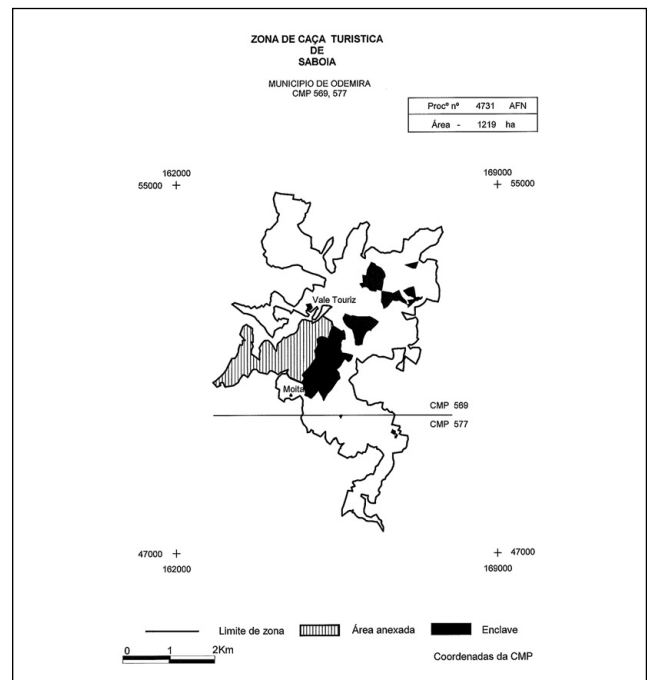 ZONA DE CAÇA TURISTICA
DE
SABOIA
MUNICIPIO DE ODEMIRA
CMP 569, 577
Procº nº 4731 AFN
Área - 1219 ha
162000
55000
169000
55000
Vale Touriz
Moita
CMP 569
CMP 577
47000
162000
47000
169000
Limite de zona
Área anexada
Enclave
0 1 2Km
Coordenadas da CMP